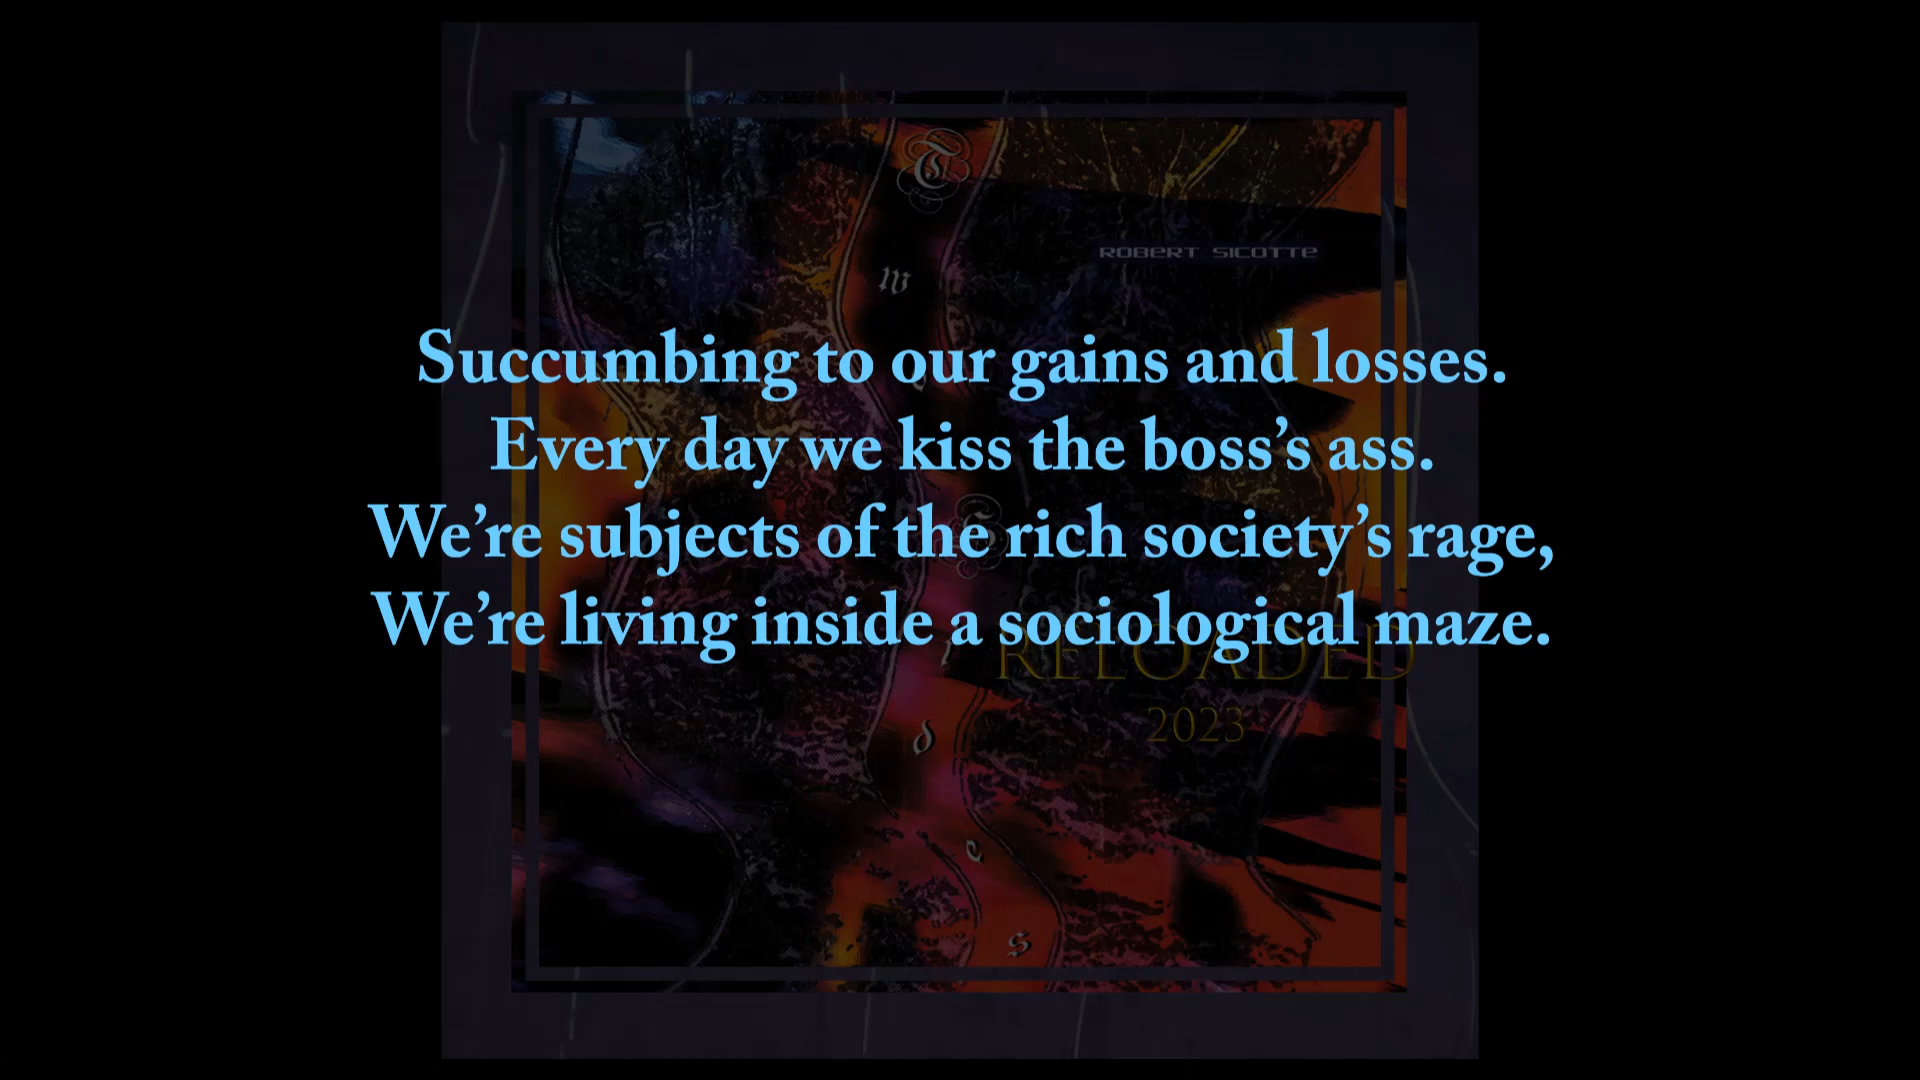 T
w
ROBERT SICOTTE
Succumbing to our gains and losses.
Every day we kiss the boss's ass.
We're subjects of the rich society's rage,
We're living inside a sociological maze.
RELOADED
2023
d
e
s